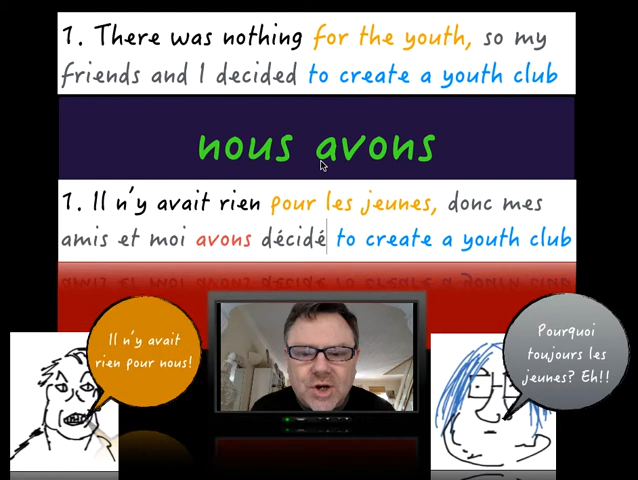 1. There was nothing for the youth, so my
friends and I decided to create a youth club
nous avons
1. Il n'y avait rien pour les jeunes, donc mes
amis et moi avons décidé to create a youth club
Il n'y avait
rien pour nous!
Pourquoi
toujours les
jeunes? Eh!!